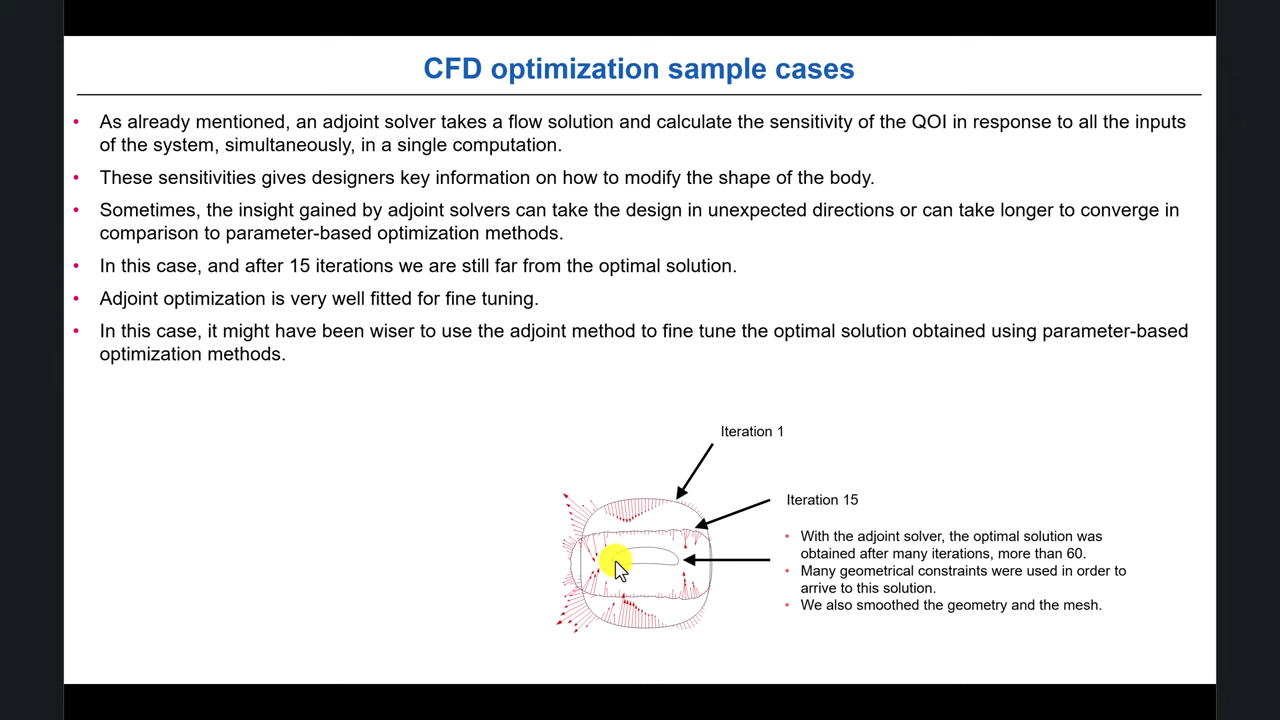 CFD optimization sample cases
• As already mentioned, an adjoint solver takes a flow solution and calculate the sensitivity of the QOI in response to all the inputs
of the system, simultaneously, in a single computation.
• These sensitivities gives designers key information on how to modify the shape of the body.
• Sometimes, the insight gained by adjoint solvers can take the design in unexpected directions or can take longer to converge in
comparison to parameter-based optimization methods.
• In this case, and after 15 iterations we are still far from the optimal solution.
• Adjoint optimization is very well fitted for fine tuning.
• In this case, it might have been wiser to use the adjoint method to fine tune the optimal solution obtained using parameter-based
optimization methods.
Iteration 1
Iteration 15
• With the adjoint solver, the optimal solution was
obtained after many iterations, more than 60.
• Many geometrical constraints were used in order to
arrive to this solution.
• We also smoothed the geometry and the mesh.